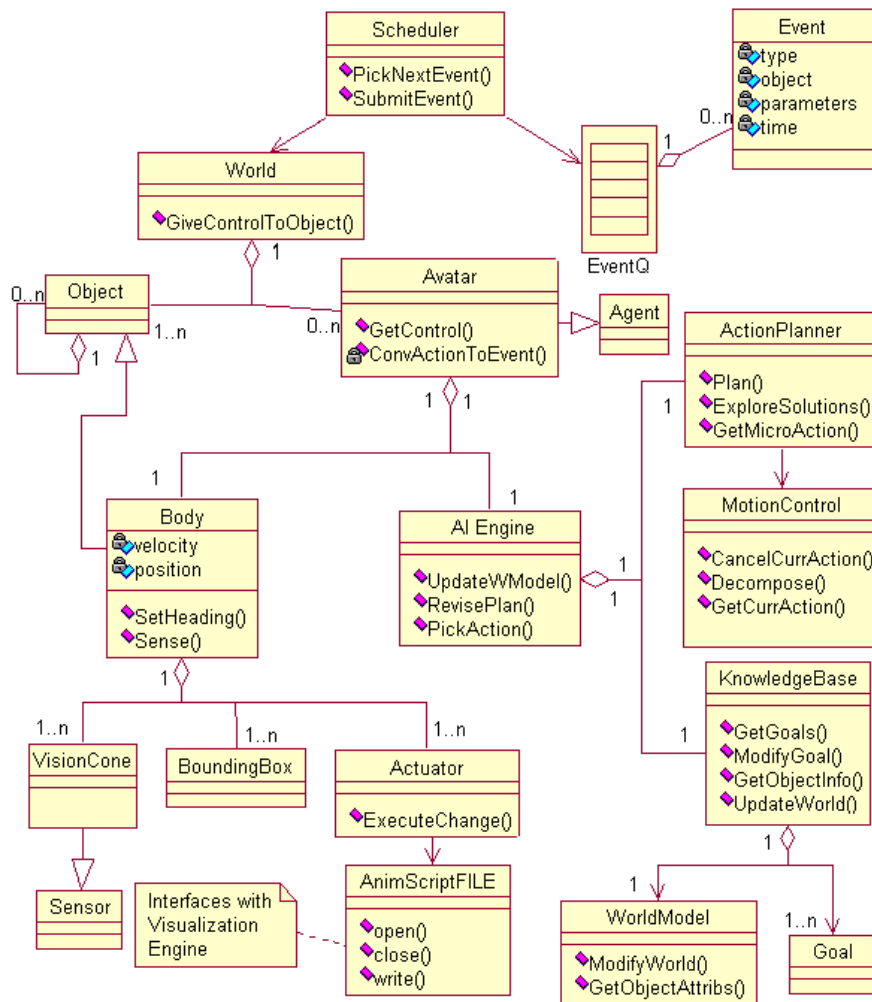 Scheduler
PickNextEvent()
SubmitEvent()
Event
type
object
parameters
time
0..n
1
EventQ
World
GiveControlToObject()
1
Object
0..n
1
1..n
Avatar
GetControl()
ConvActionToEvent()
0..n
1
1
Agent
ActionPlanner
Plan()
ExploreSolutions()
GetMicroAction()
1
MotionControl
CancelCurrAction()
Decompose()
GetCurrAction()
1
Body
velocity
position
SetHeading()
Sense()
1
1
AI Engine
UpdateWModel()
RevisePlan()
PickAction()
1
1
KnowledgeBase
GetGoals()
ModifyGoal()
GetObjectInfo()
UpdateWorld()
1
1
1..n
VisionCone
1..n
BoundingBox
1..n
Actuator
ExecuteChange()
Sensor
Interfaces with
Visualization
Engine
AnimScriptFILE
open()
close()
write()
1
WorldModel
ModifyWorld()
GetObjectAttribs()
1..n
Goal